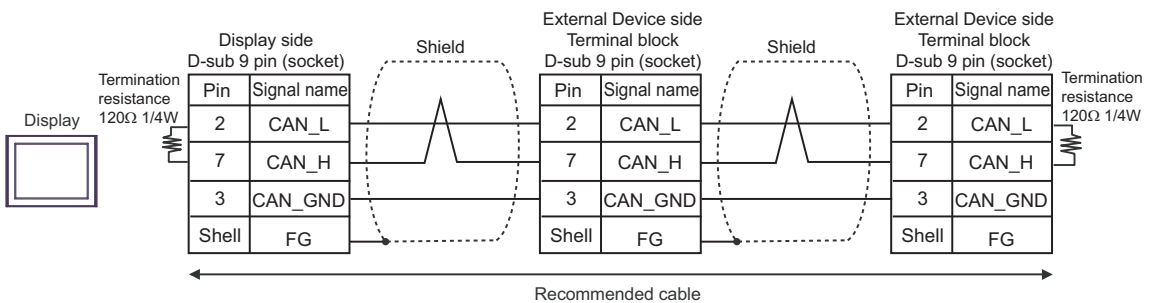 Display
Termination
resistance
120Ω 1/4W
Display side
D-sub 9 pin (socket)
Pin Signal name
2 CAN_L
7 CAN_H
3 CAN_GND
Shell FG
Shield
External Device side
Terminal block
D-sub 9 pin (socket)
Pin Signal name
2 CAN_L
7 CAN_H
3 CAN_GND
Shell FG
Shield
External Device side
Terminal block
D-sub 9 pin (socket)
Pin Signal name
2 CAN_L
7 CAN_H
3 CAN_GND
Shell FG
Termination
resistance
120Ω 1/4W
Recommended cable